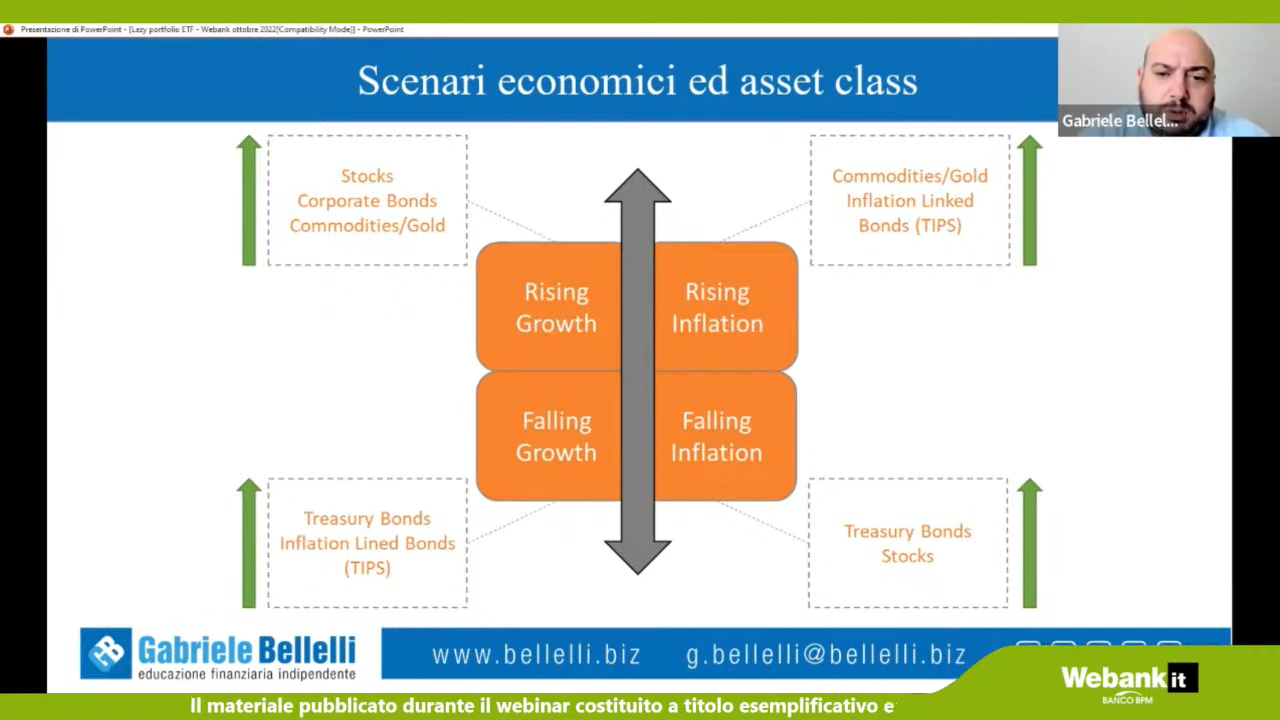 Presentazione di PowerPoint - [Lazy portfolio ETF - Webank ottobre 2022[Compatibility Mode]] - PowerPoint
Scenari economici ed asset class
Gabriele Bellel...
Stocks
Corporate Bonds
Commodities/Gold
Commodities/Gold
Inflation Linked
Bonds (TIPS)
Rising
Growth
Rising
Inflation
Falling
Growth
Falling
Inflation
Treasury Bonds
Inflation Lined Bonds
(TIPS)
Treasury Bonds
Stocks
Gabriele Bellelli
educazione finanziaria indipendente
www.bellelli.biz g.bellelli@bellelli.biz
Webank it
BANCO BPM
Il materiale pubblicato durante il webinar costituito a titolo esemplificativo e